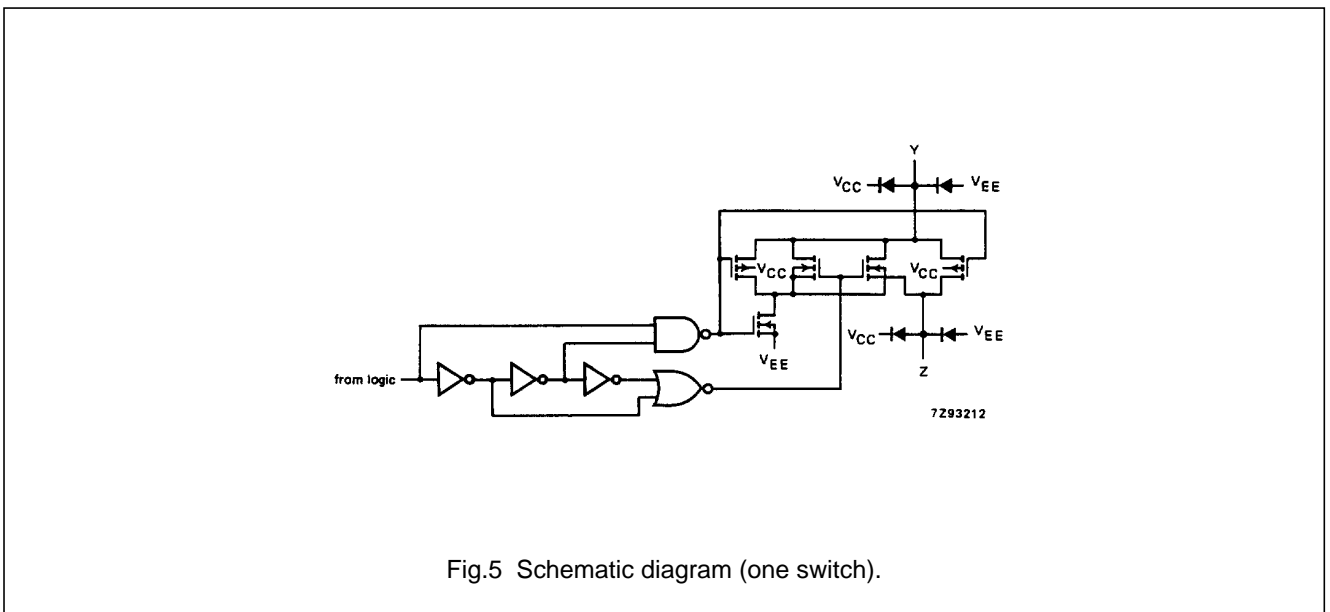 Y
VCC VEE
VCC VCC
VCC VEE
VEE
from logic
Z
7Z93212
Fig.5 Schematic diagram (one switch).